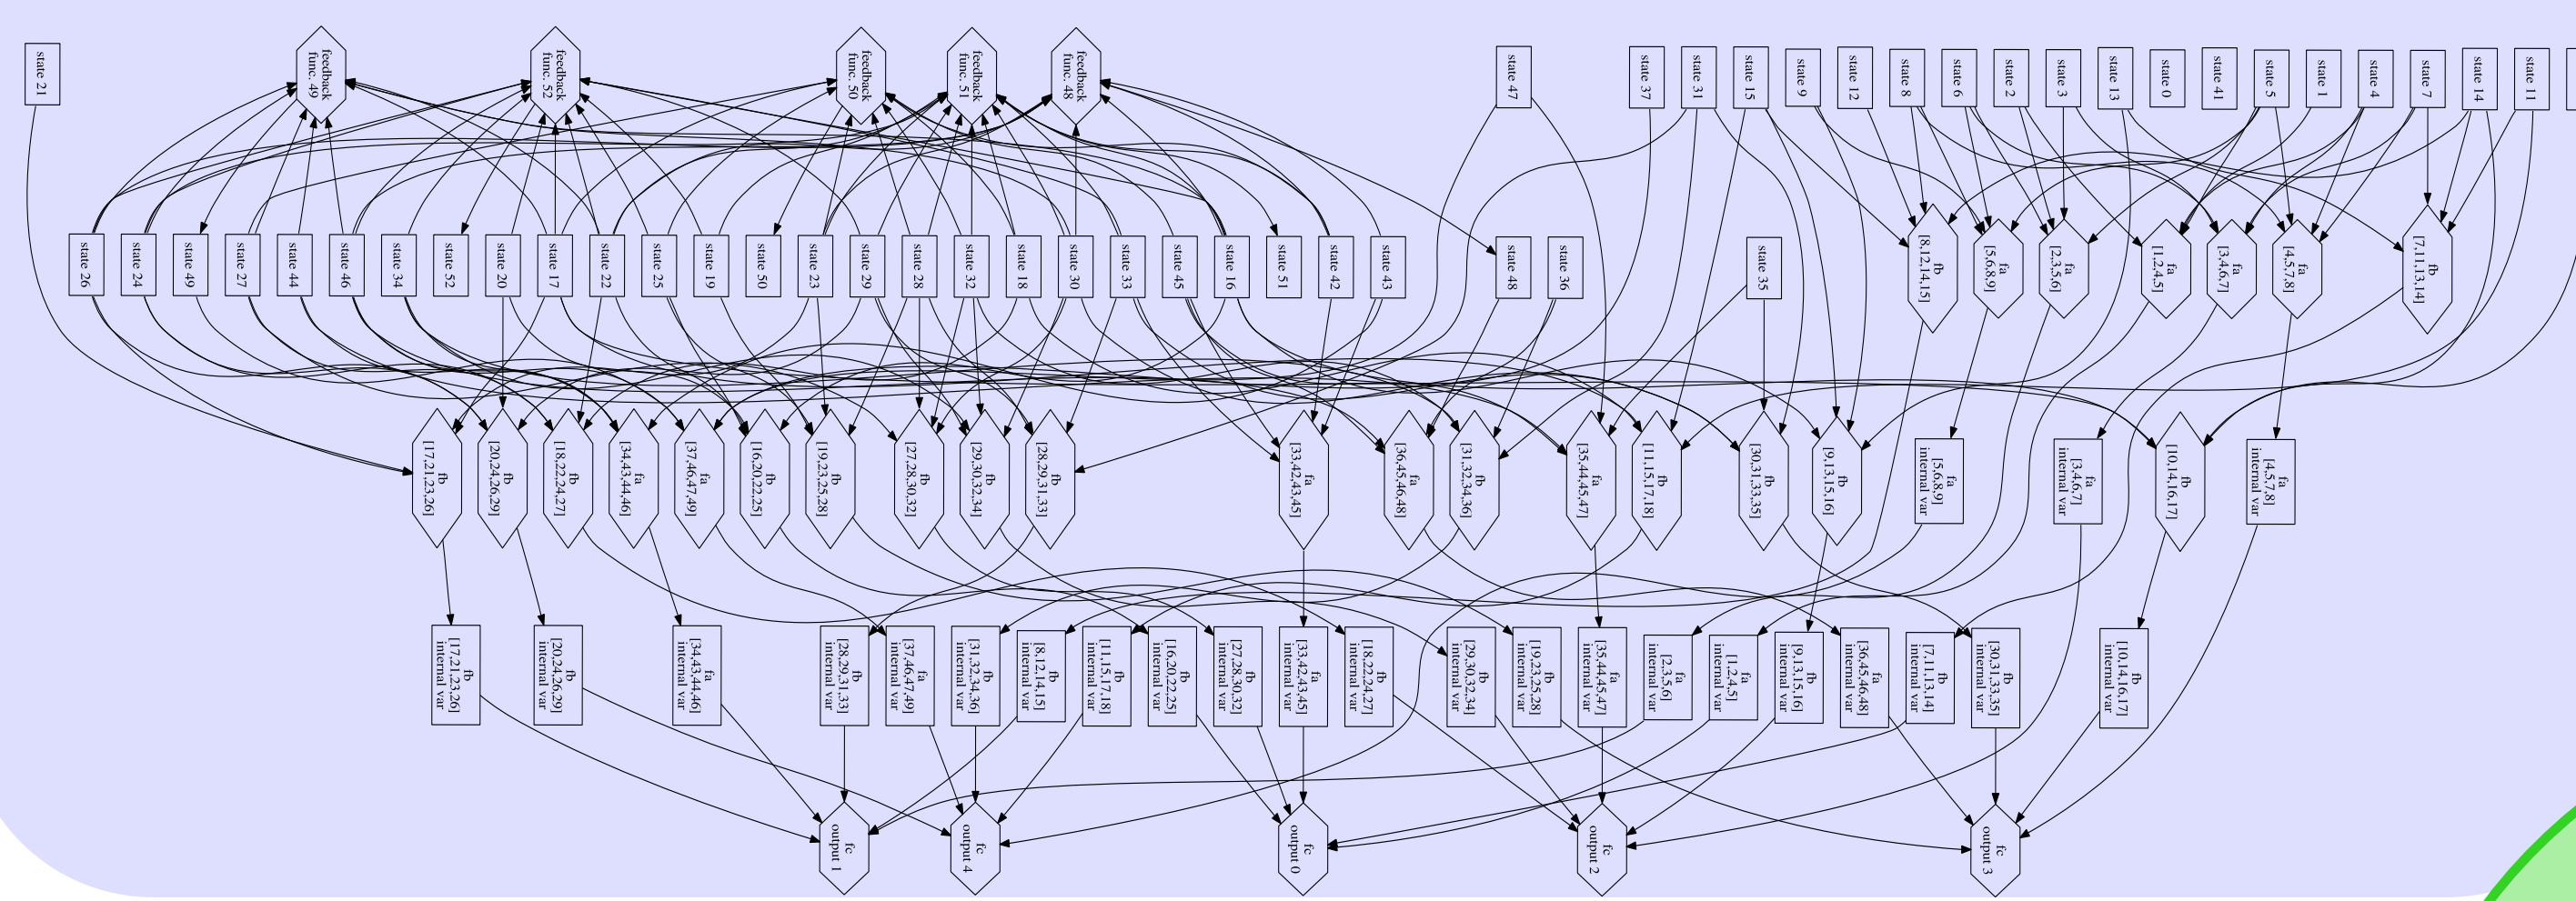 state 21
feedback
func. 49
feedback
func. 52
feedback
func. 50
feedback
func. 51
feedback
func. 48
state 47
state 37
state 31
state 15
state 9
state 12
state 8
state 6
state 2
state 3
state 13
state 0
state 41
state 5
state 1
state 4
state 7
state 14
state 11
state 26
state 24
state 49
state 27
state 44
state 46
state 34
state 52
state 20
state 17
state 22
state 25
state 19
state 50
state 23
state 29
state 28
state 32
state 18
state 30
state 33
state 45
state 16
state 51
state 42
state 43
state 48
state 36
state 35
fb
[8,12,14,15]
fa
[5,6,8,9]
fa
[2,3,5,6]
fa
[1,2,4,5]
fa
[3,4,6,7]
fa
[4,5,7,8]
fb
[7,11,13,14]
fb
[17,21,23,26]
fb
[20,24,26,29]
fb
[18,22,24,27]
fa
[34,43,44,46]
fa
[37,46,47,49]
fb
[16,20,22,25]
fb
[19,23,25,28]
fb
[27,28,30,32]
fb
[29,30,32,34]
fb
[28,29,31,33]
fa
[33,42,43,45]
fa
[36,45,46,48]
fb
[31,32,34,36]
fa
[35,44,45,47]
fb
[11,15,17,18]
fb
[30,31,33,35]
fb
[9,13,15,16]
fa
[5,6,8,9]
internal var
fa
[3,4,6,7]
internal var
fb
[10,14,16,17]
fa
[4,5,7,8]
internal var
fb
[17,21,23,26]
internal var
fb
[20,24,26,29]
internal var
fa
[34,43,44,46]
internal var
fb
[28,29,31,33]
internal var
fa
[37,46,47,49]
internal var
fb
[31,32,34,36]
internal var
fb
[8,12,14,15]
internal var
fb
[11,15,17,18]
internal var
fb
[16,20,22,25]
internal var
fb
[27,28,30,32]
internal var
fa
[33,42,43,45]
internal var
fb
[18,22,24,27]
internal var
fb
[29,30,32,34]
internal var
fb
[19,23,25,28]
internal var
fa
[35,44,45,47]
internal var
fa
[2,3,5,6]
internal var
fa
[1,2,4,5]
internal var
fb
[9,13,15,16]
internal var
fa
[36,45,46,48]
internal var
fb
[7,11,13,14]
internal var
fb
[30,31,33,35]
internal var
fb
[10,14,16,17]
internal var
fc
output 1
fc
output 4
fc
output 0
fc
output 2
fc
output 3